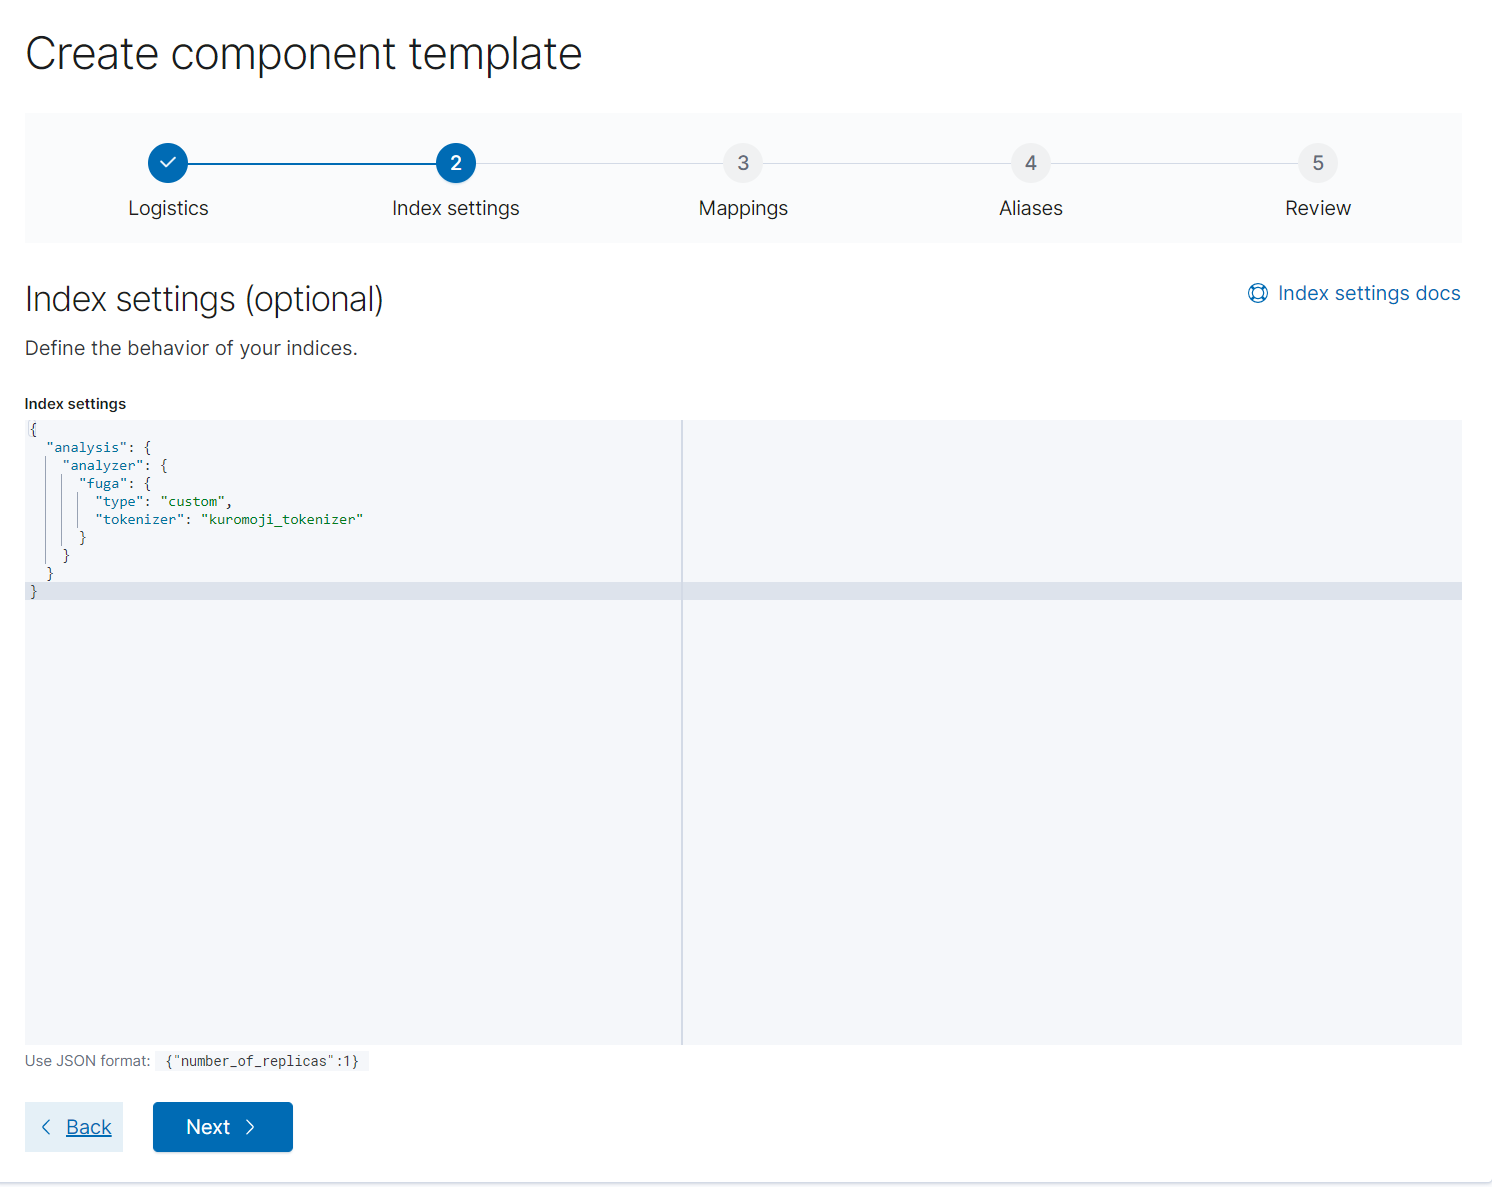 Create component template
2
3
4
5
Logistics
Index settings
Mappings
Aliases
Review
Index settings (optional)
Index settings docs
Define the behavior of your indices.
Index settings
{
  "analysis": {
    "analyzer": {
      "fuga": {
        "type": "custom",
        "tokenizer": "kuromoji_tokenizer"
      }
    }
  }
}
Use JSON format: {"number_of_replicas":1}
Back
Next